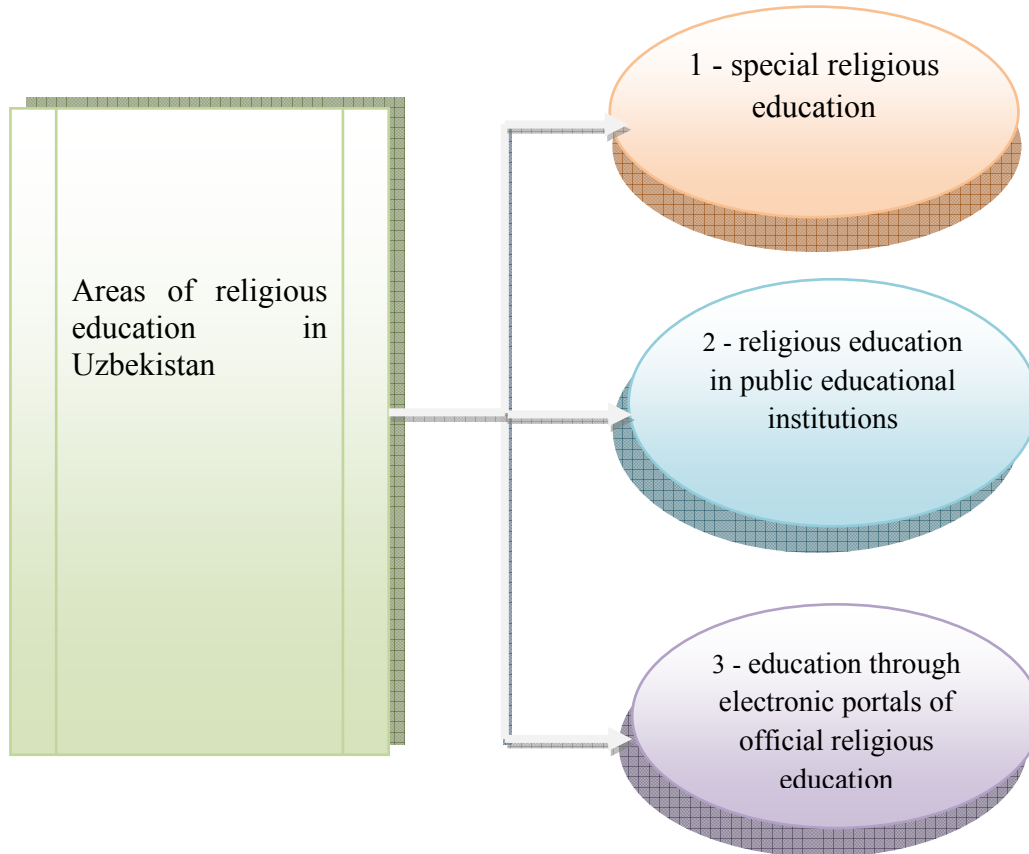 Areas of religious
education in
Uzbekistan
1 - special religious
education
2 - religious education
in public educational
institutions
3 - education through
electronic portals of
official religious
education